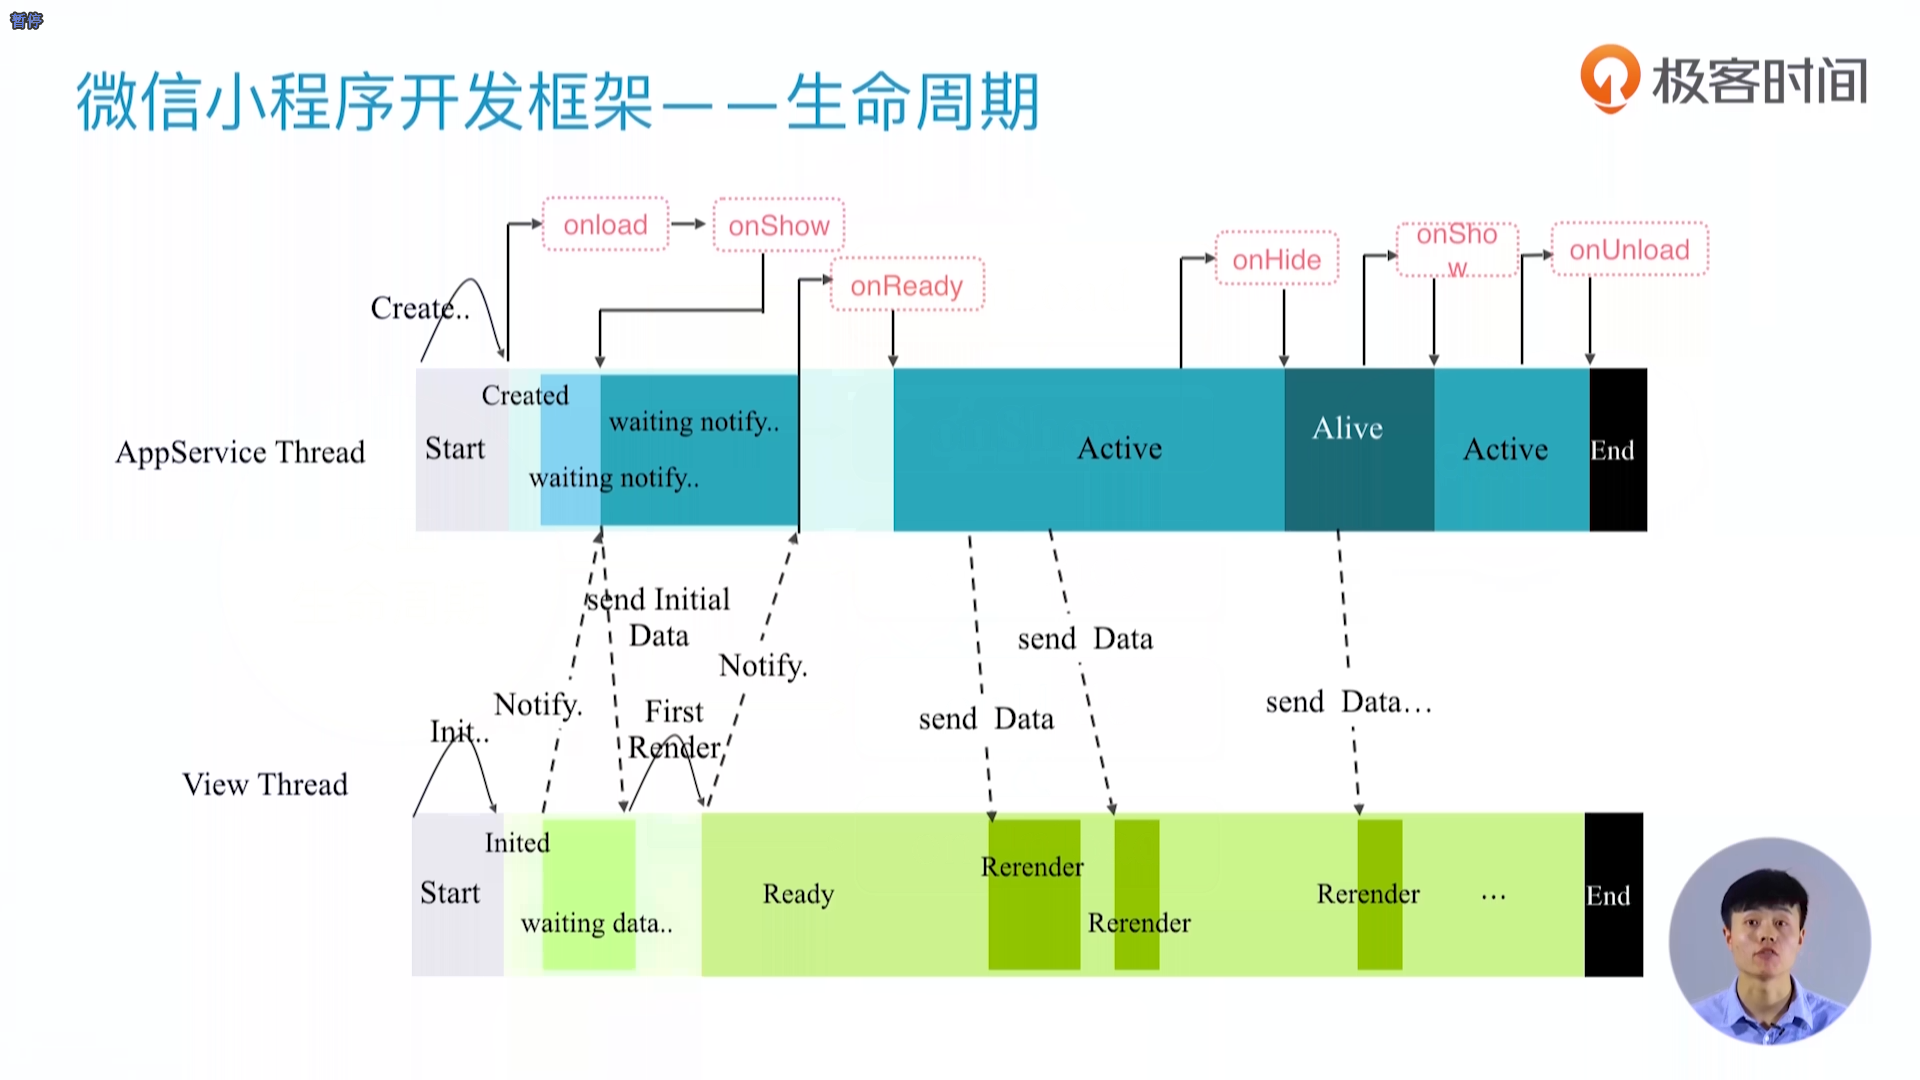 暂停
微信小程序开发框架——生命周期
极客时间
onload
onShow
onReady
onHide
onSho
w
onUnload
Create..
AppService Thread
Start
Created
waiting notify..
waiting notify..
Active
Alive
Active
End
send Initial
Data
Notify.
Notify.
First
Render
send Data
send Data
send Data...
Init..
View Thread
Start
Inited
waiting data..
Ready
Rerender
Rerender
Rerender
...
End